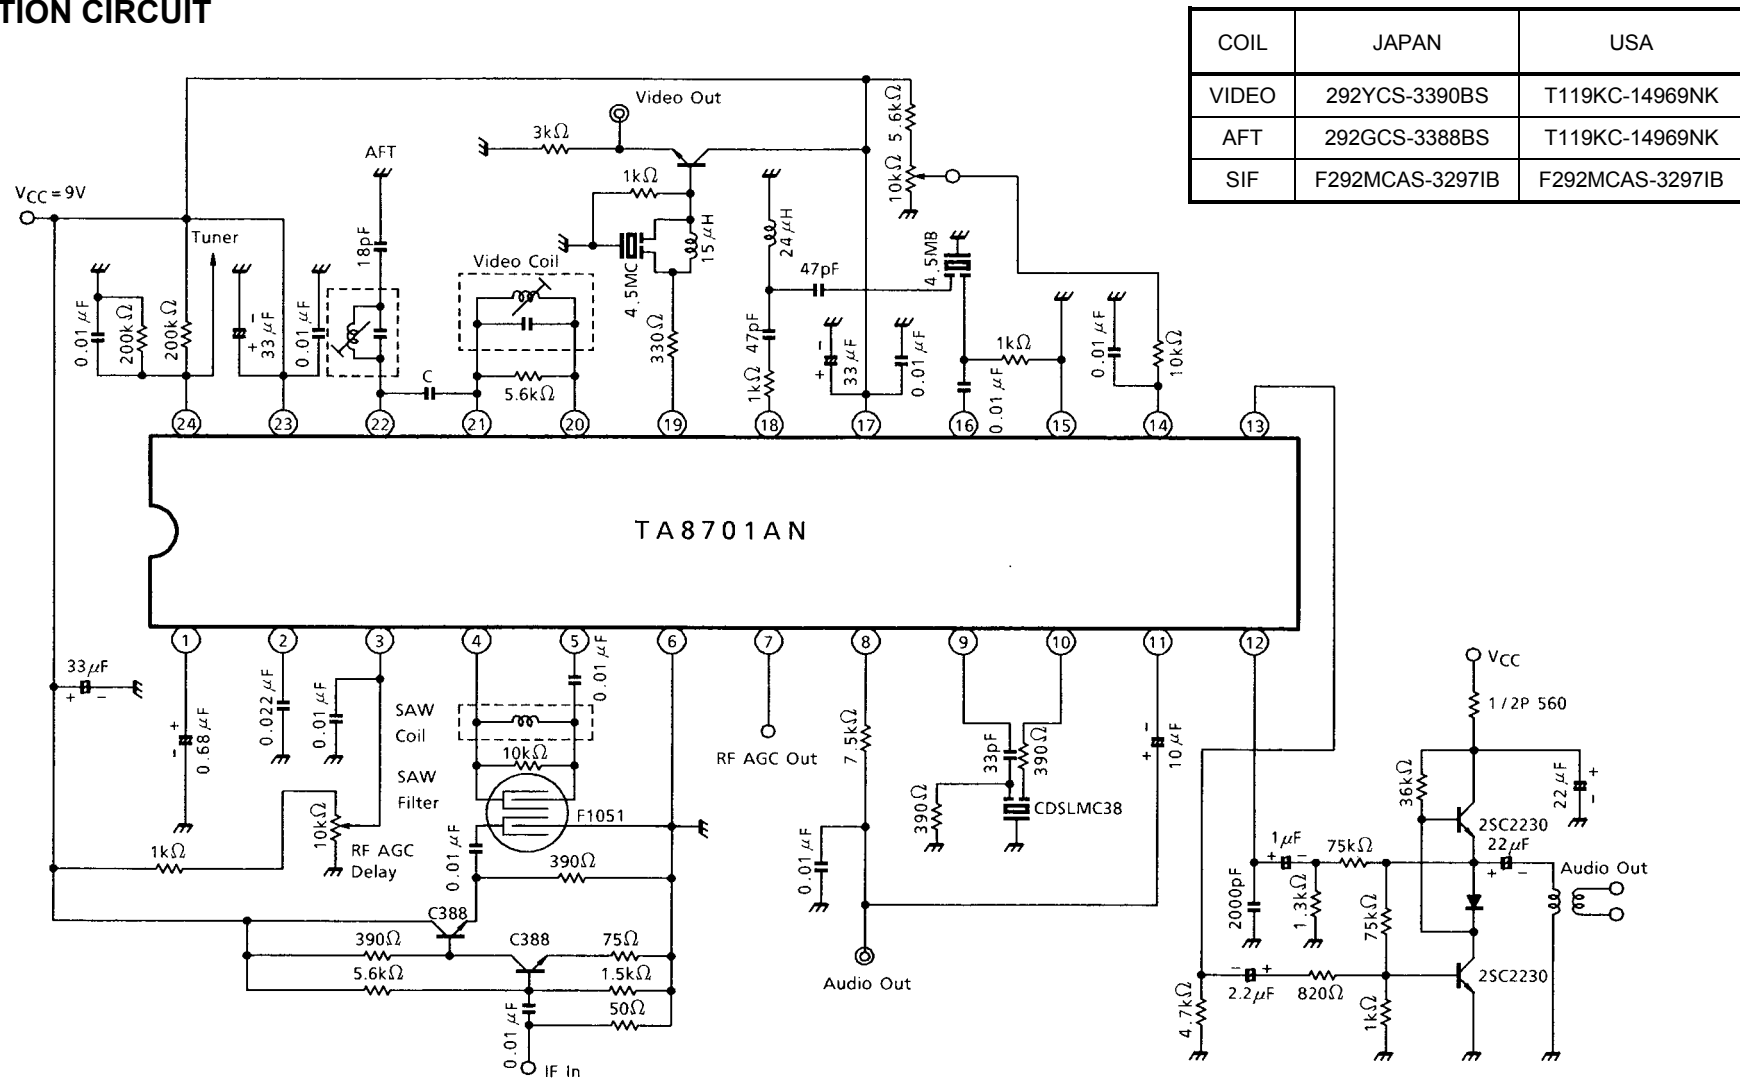 TION CIRCUIT
COIL JAPAN USA
VIDEO 292YCS-3390BS T119KC-14969NK
AFT 292GCS-3388BS T119KC-14969NK
SIF F292MCAS-3297IB F292MCAS-3297IB
VCC = 9V
Tuner
AFT
Video Out
3kΩ
1kΩ
5.6kΩ
10kΩ
18pF
Video Coil
4.5MC
15μH
24μH
47pF
4.5MB
0.01μF
200kΩ
200kΩ
33μF
- +
0.01μF
C
5.6kΩ
330Ω
47pF
1kΩ
33μF
- +
0.01μF
1kΩ
0.01μF
0.01μF
10kΩ
24 23 22 21 20 19 18 17 16 15 14 13
TA8701AN
1 2 3 4 5 6 7 8 9 10 11 12
33μF
+ -
0.68μF
+ -
0.022μF
0.01μF
SAW
Coil
0.01μF
10kΩ
SAW
Filter
F1051
10kΩ
RF AGC
Delay
1kΩ
0.01μF
390Ω
C388
390Ω
C388
75Ω
5.6kΩ
1.5kΩ
50Ω
0.01μF
IF In
RF AGC Out
7.5kΩ
0.01μF
Audio Out
33pF
390Ω
390Ω
CDSLMC38
10μF
- +
VCC
1/2P 560
36kΩ
22μF
+ -
2SC2230
1μF
+ -
75kΩ
22μF
+ -
Audio Out
2000pF
1.3kΩ
75kΩ
2.2μF
- +
820Ω
2SC2230
4.7kΩ
1kΩ